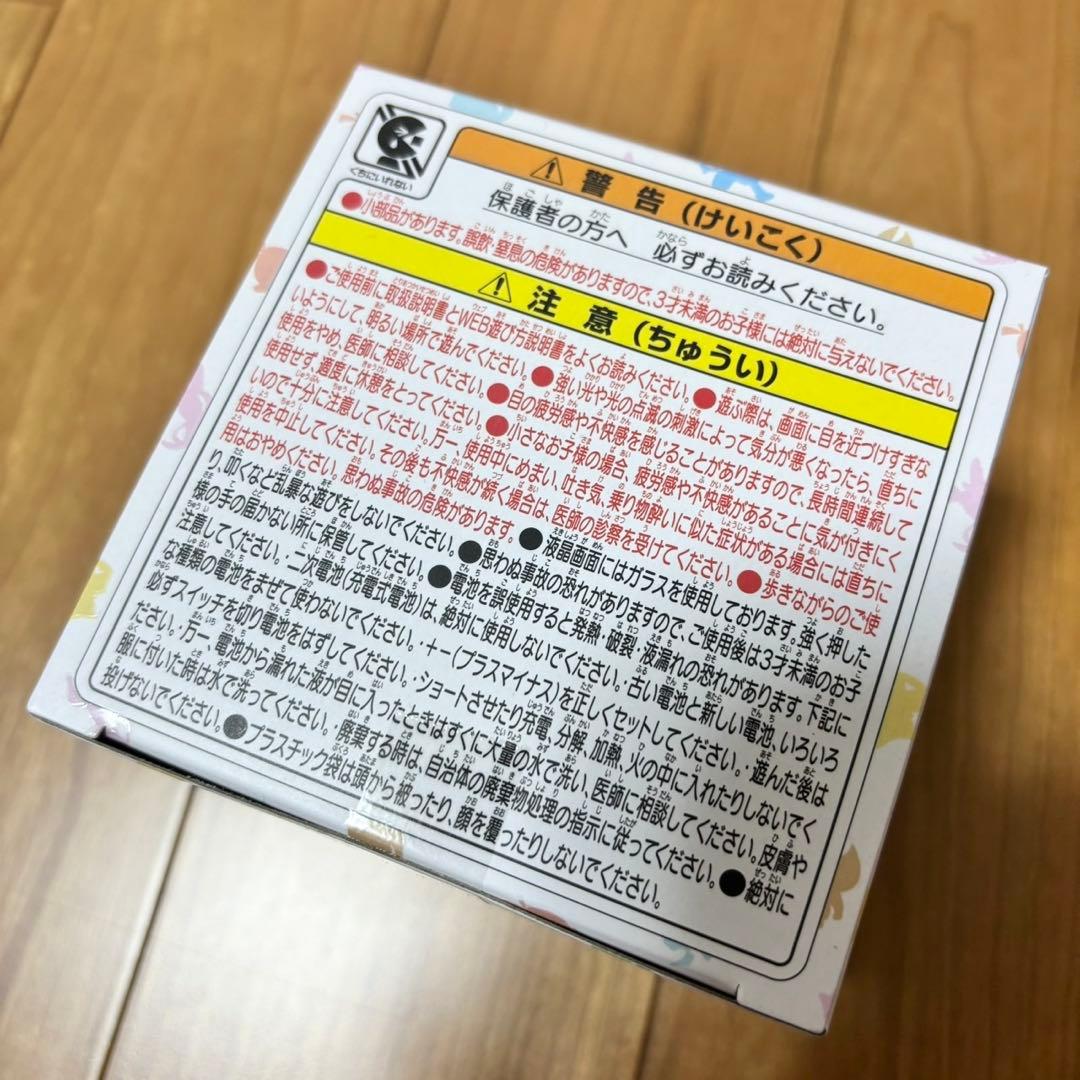 くちにいれない
⚠ 警告(けいこく)
保護者の方へ 必ずお読みください。
●小部品があります。誤飲・窒息の危険がありますので、3才未満のお子様には絶対に与えないでください。
⚠ 注意(ちゅうい)
●ご使用前に取扱説明書とWEB遊び方説明書をよくお読みください。●遊ぶ際は、画面に目を近づけすぎな
いようにして、明るい場所で遊んでください。●強い光や光の点滅の刺激によって気分が悪くなったら、直ちに
使用をやめ、医師に相談してください。●目の疲労感や不快感を感じることがありますので、長時間連続して
使用せず、適度に休憩をとってください。●小さなお子様の場合、疲労感や不快感があることに気が付きにく
いので十分に注意してください。万一、使用中にめまい、吐き気、乗り物酔いに似た症状がある場合には直ちに
使用を中止してください。その後も不快感が続く場合は、医師の診察を受けてください。●歩きながらのご使
用はおやめください。思わぬ事故の危険があります。●液晶画面にはガラスを使用しております。強く押した
り、叩くなど乱暴な遊びをしないでください。●思わぬ事故の恐れがありますので、ご使用後は3才未満のお子
様の手の届かない所に保管してください。●電池を誤使用すると発熱・破裂・液漏れの恐れがあります。下記に
注意してください。・二次電池(充電式電池)は、絶対に使用しないでください。・古い電池と新しい電池、いろいろ
な種類の電池をまぜて使わないでください。・+－(プラスマイナス)を正しくセットしてください。・遊んだ後は
必ずスイッチを切り電池をはずしてください。・ショートさせたり充電、分解、加熱、火の中に入れたりしないでく
ださい。・万一、電池から漏れた液が目に入ったときはすぐに大量の水で洗い、医師に相談してください。皮膚や
服に付いた時は水で洗ってください。・廃棄する時は、自治体の廃棄物処理の指示に従ってください。●絶対に
投げないでください。●プラスチック袋は頭から被ったり、顔を覆ったりしないでください。